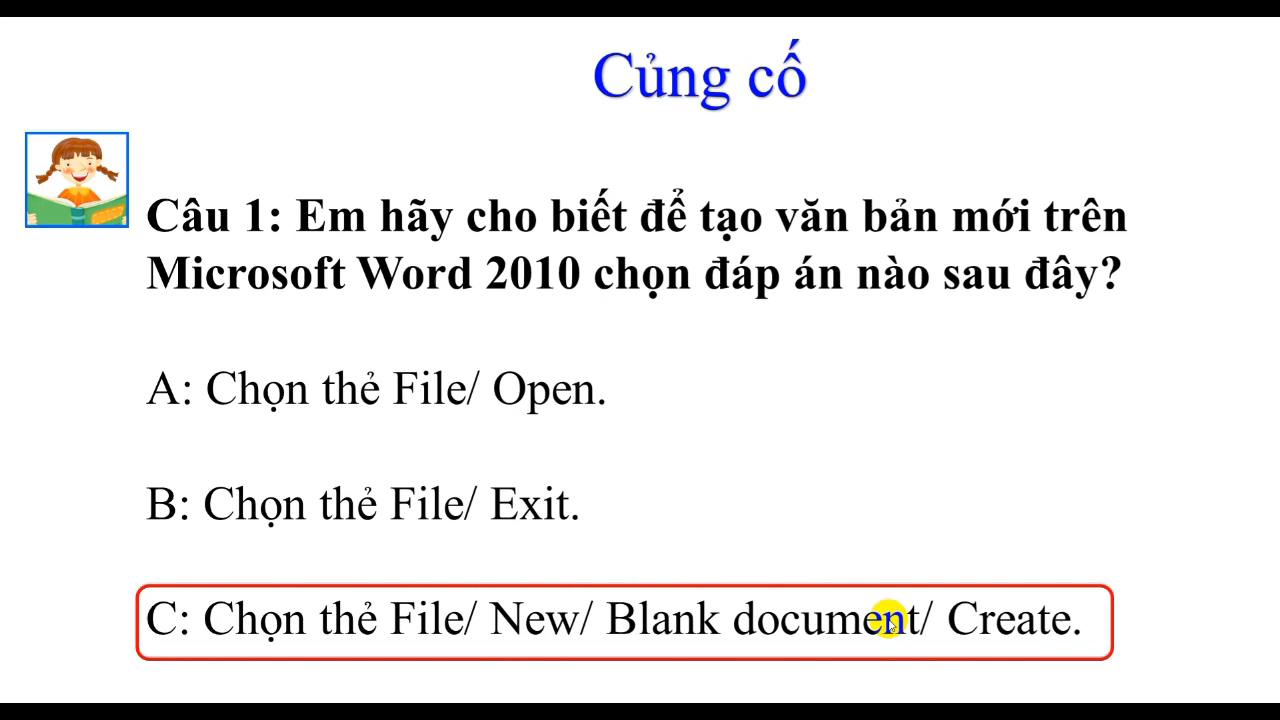 Củng cố
Câu 1: Em hãy cho biết để tạo văn bản mới trên
Microsoft Word 2010 chọn đáp án nào sau đây?
A: Chọn thẻ File/ Open.
B: Chọn thẻ File/ Exit.
C: Chọn thẻ File/ New/ Blank document/ Create.